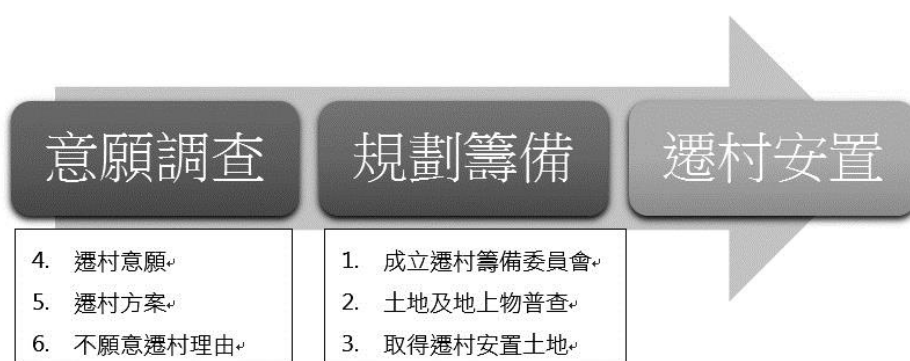 意願調查
規劃籌備
遷村安置
4. 遷村意願
5. 遷村方案
6. 不願意遷村理由
1. 成立遷村籌備委員會
2. 土地及地上物普查
3. 取得遷村安置土地